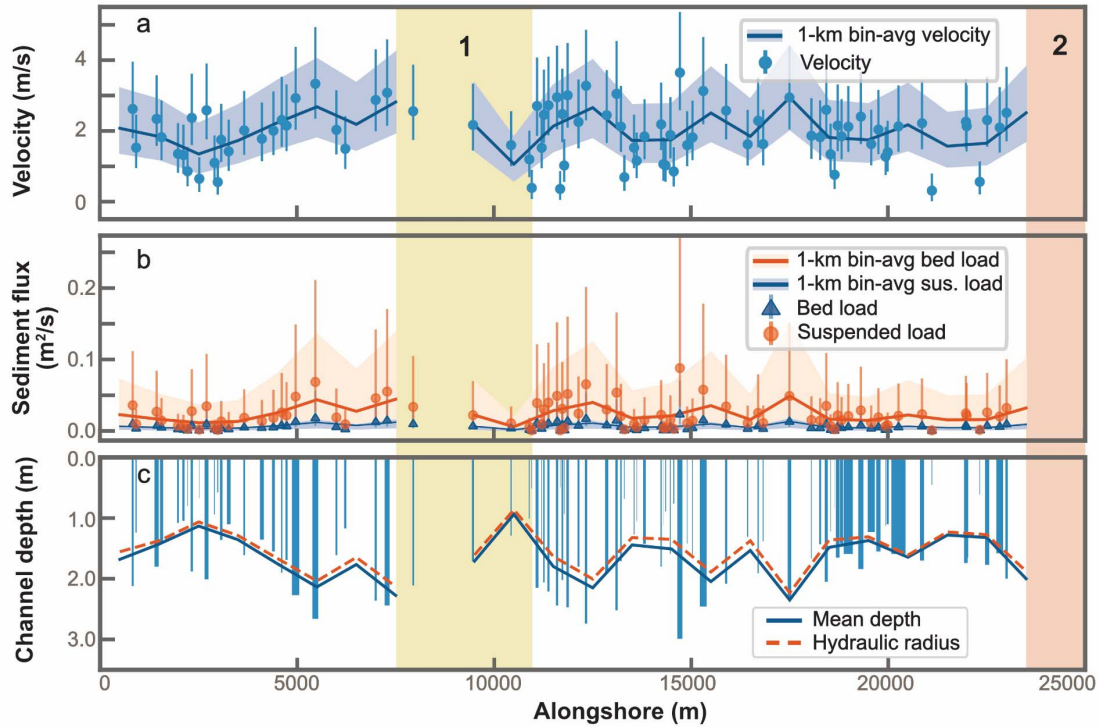 a
1
2
1-km bin-avg velocity
Velocity
Velocity (m/s)
4
2
0
b
1-km bin-avg bed load
1-km bin-avg sus. load
Bed load
Suspended load
Sediment flux
(m²/s)
0.2
0.1
0.0
c
Channel depth (m)
0.0
1.0
2.0
3.0
Mean depth
Hydraulic radius
0
5000
10000
15000
20000
25000
Alongshore (m)